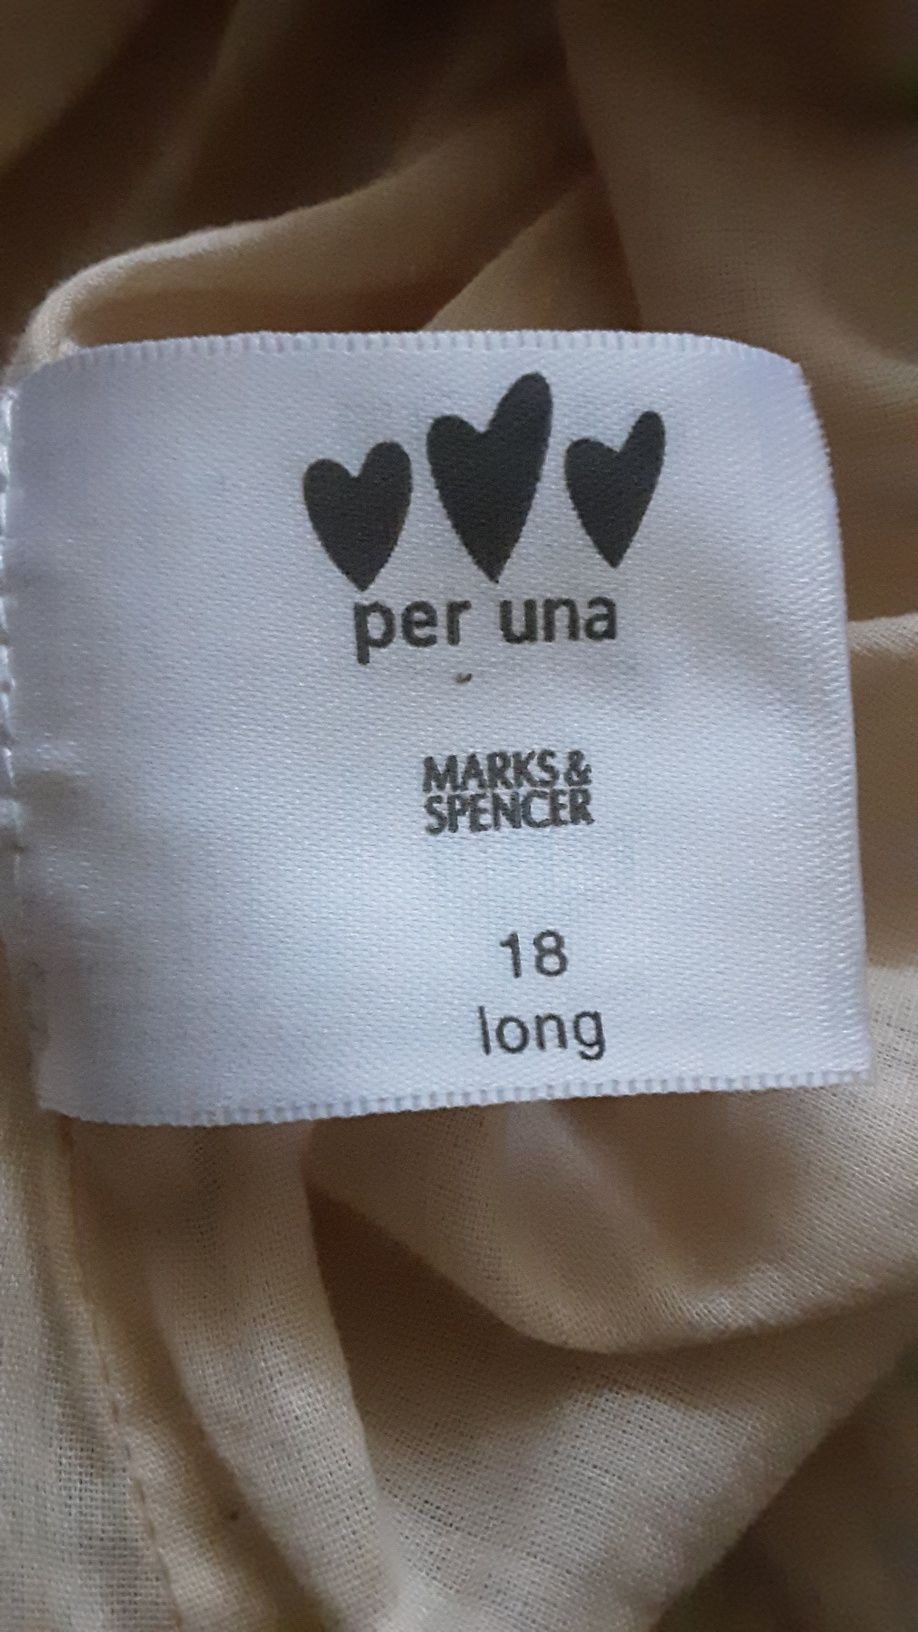 per una
MARKS &
SPENCER
18
long